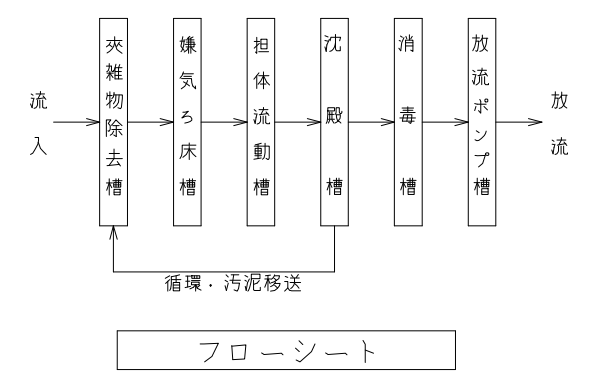 流入
夾雑物除去槽
嫌気ろ床槽
担体流動槽
沈殿槽
消毒槽
放流ポンプ槽
放流
循環・汚泥移送
フローシート